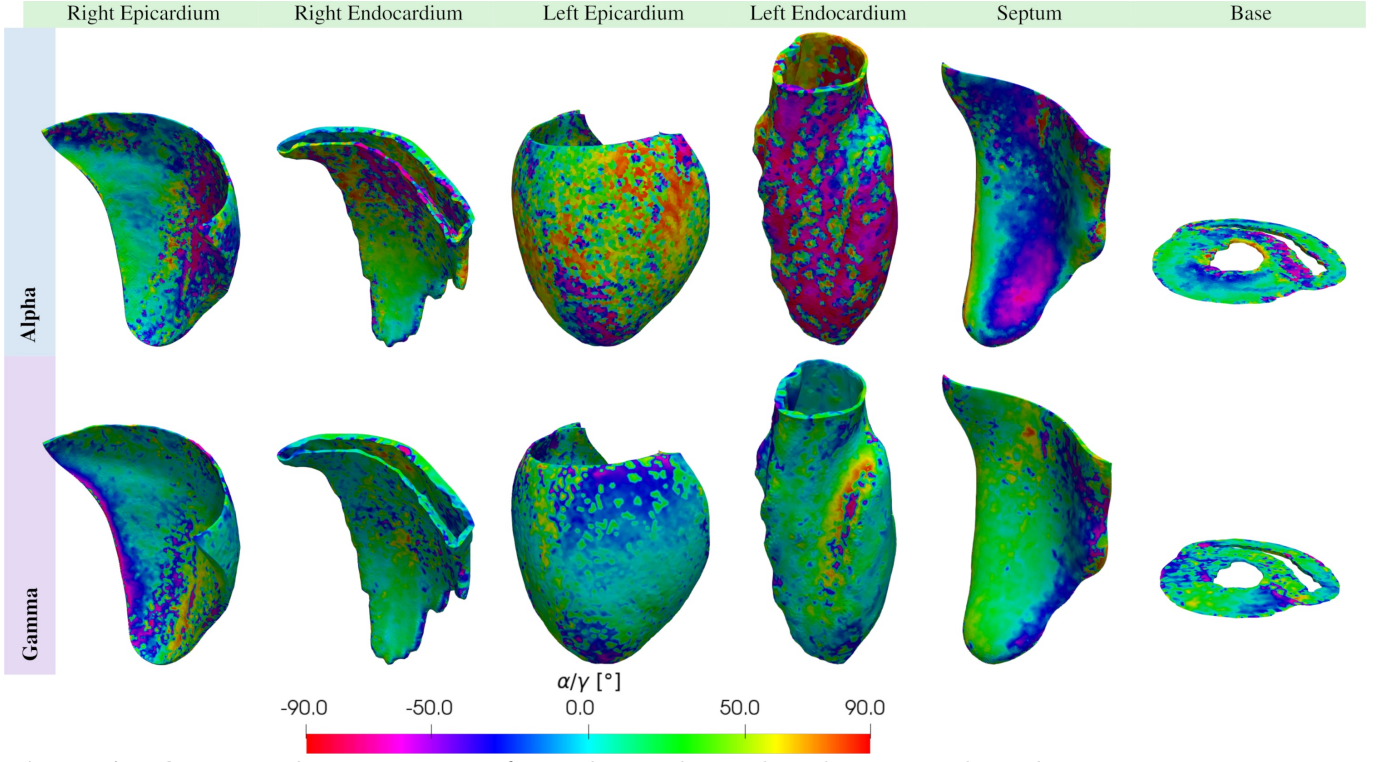 Right Epicardium Right Endocardium Left Epicardium Left Endocardium Septum Base
Alpha
Gamma
α/γ [°]
-90.0 -50.0 0.0 50.0 90.0